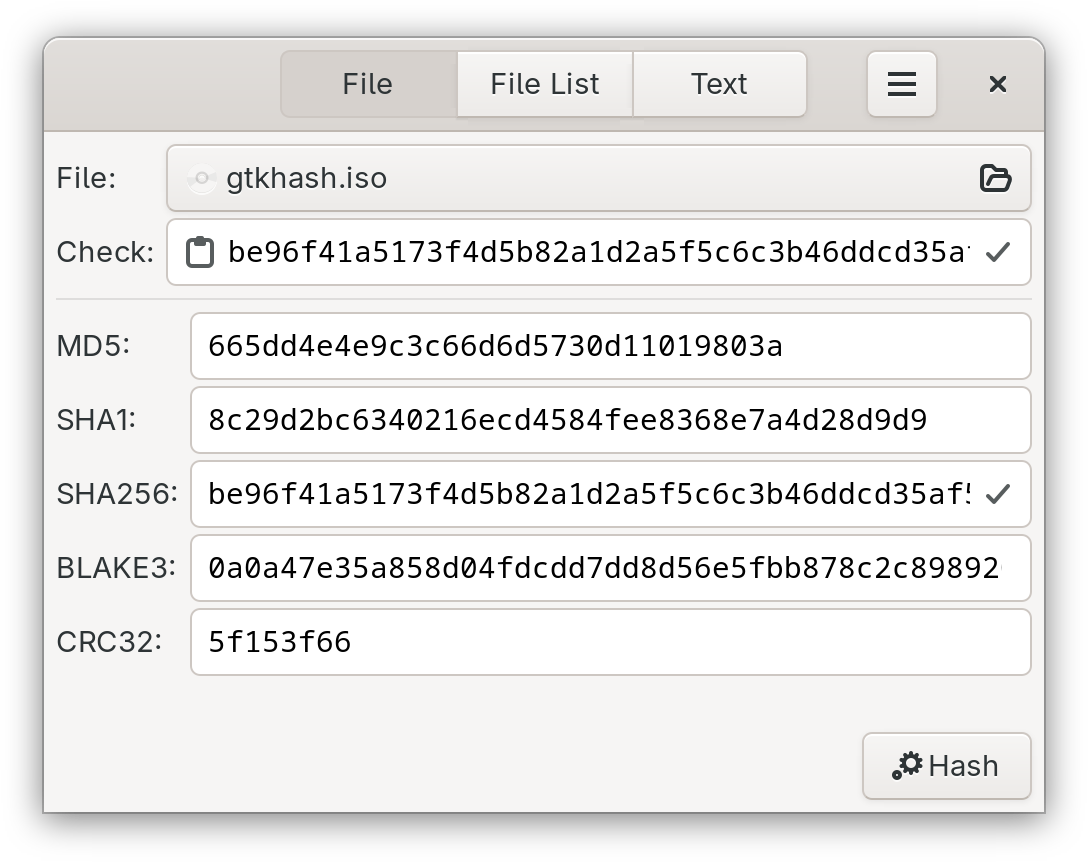 File File List Text
File: gtkhash.iso
Check: be96f41a5173f4d5b82a1d2a5f5c6c3b46ddcd35a
MD5: 665dd4e4e9c3c66d6d5730d11019803a
SHA1: 8c29d2bc6340216ecd4584fee8368e7a4d28d9d9
SHA256: be96f41a5173f4d5b82a1d2a5f5c6c3b46ddcd35af5
BLAKE3: 0a0a47e35a858d04fdcdd7dd8d56e5fbb878c2c89892
CRC32: 5f153f66
Hash